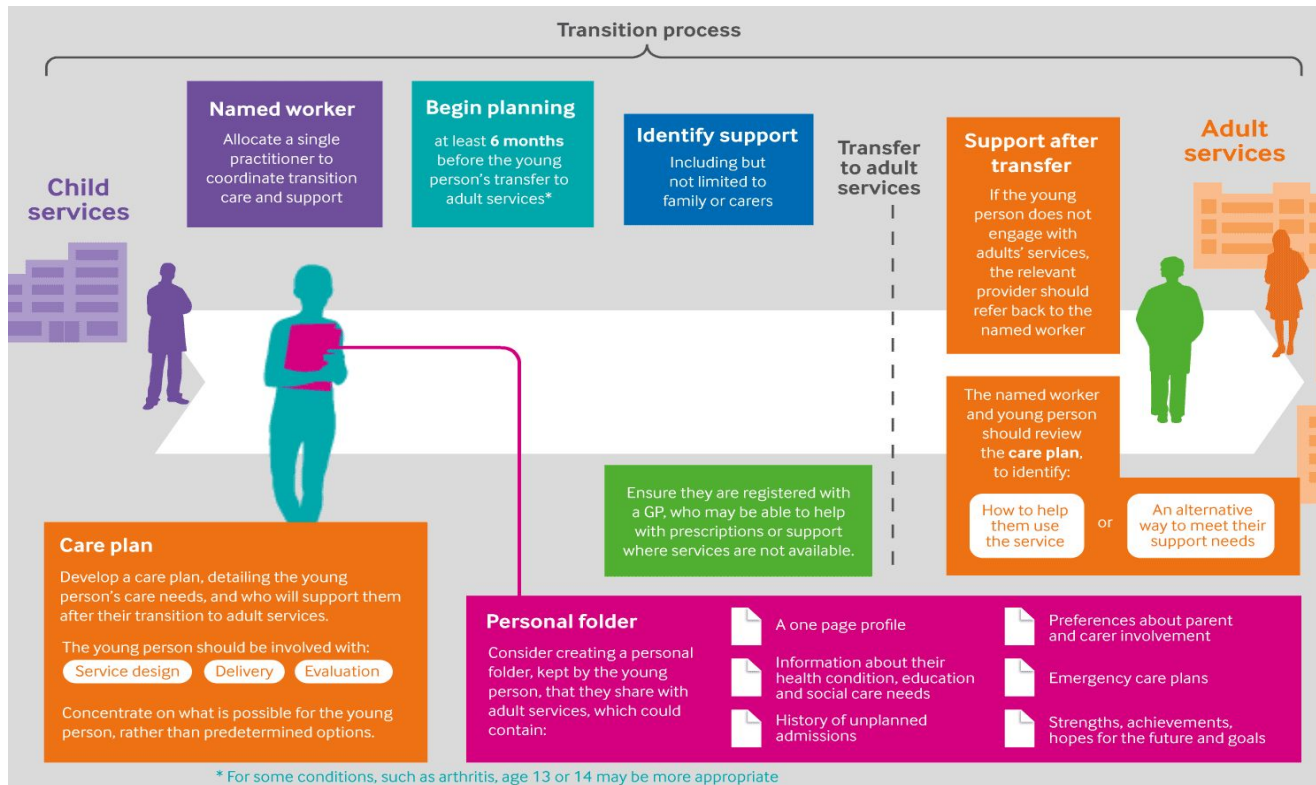 Transition process
Child
services
Named worker
Allocate a single
practitioner to
coordinate transition
care and support
Begin planning
at least 6 months
before the young
person's transfer to
adult services*
Identify support
Including but
not limited to
family or carers
Transfer
to adult
services
Support after
transfer
If the young
person does not
engage with
adults' services,
the relevant
provider should
refer back to the
named worker
Adult
services
The named worker
and young person
should review
the care plan,
to identify:
How to help
them use
the service
or
An alternative
way to meet their
support needs
Ensure they are registered with
a GP, who may be able to help
with prescriptions or support
where services are not available.
Care plan
Develop a care plan, detailing the young
person's care needs, and who will support them
after their transition to adult services.
The young person should be involved with:
Service design Delivery Evaluation
Concentrate on what is possible for the young
person, rather than predetermined options.
Personal folder
Consider creating a personal
folder, kept by the young
person, that they share with
adult services, which could
contain:
A one page profile
Information about their
health condition, education
and social care needs
History of unplanned
admissions
Preferences about parent
and carer involvement
Emergency care plans
Strengths, achievements,
hopes for the future and goals
* For some conditions, such as arthritis, age 13 or 14 may be more appropriate